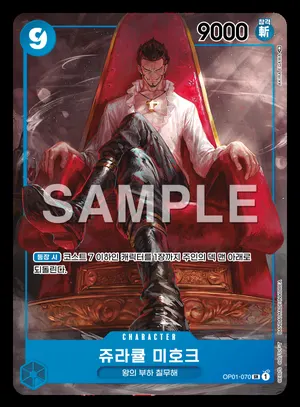 9
9000
참격
斬
SAMPLE
등장 시 코스트 7 이하인 캐릭터를 1장까지 주인의 덱 맨 아래로
되돌린다.
CHARACTER
쥬라큘 미호크
왕의 부하 칠무해
OP01-070 1